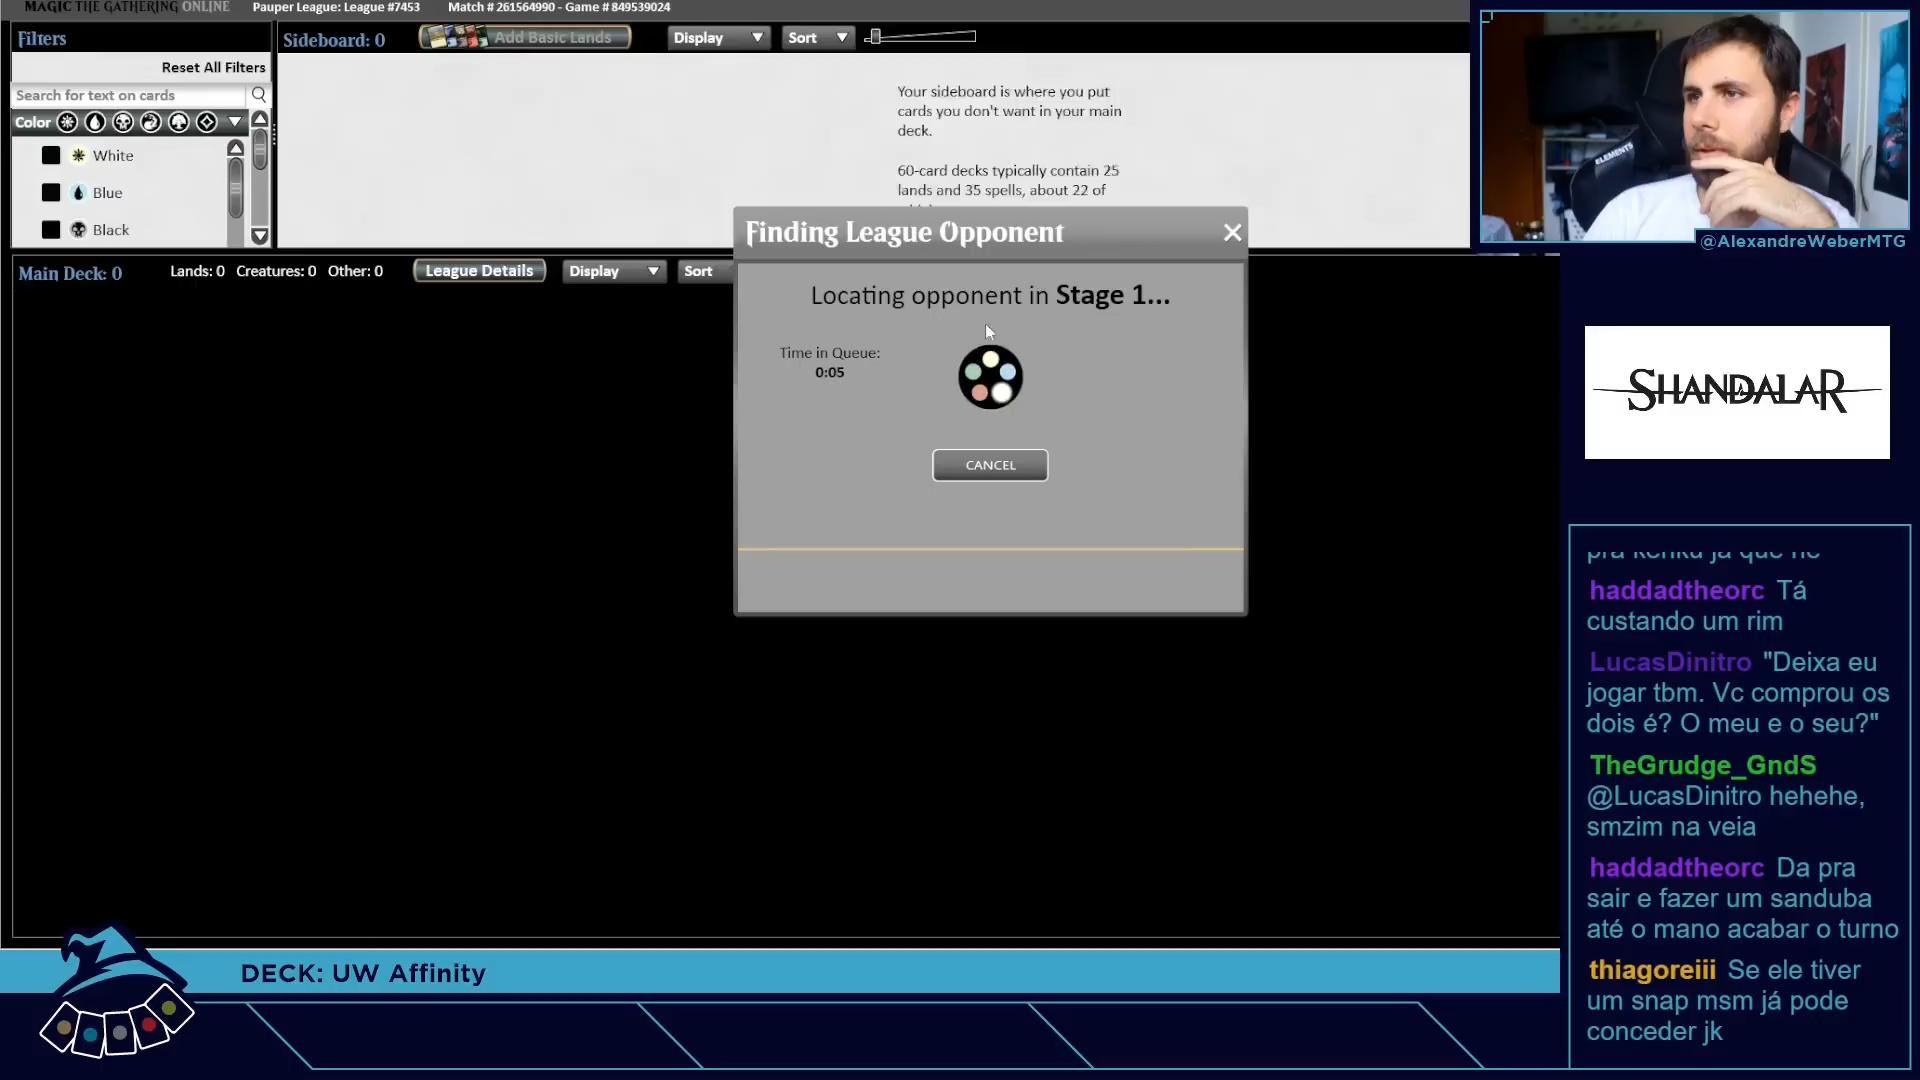 MAGIC THE GATHERING ONLINE Pauper League: League #7453 Match # 261564990 - Game # 849539024
Filters
Reset All Filters
Search for text on cards
Color
White
Blue
Black
Sideboard: 0 Add Basic Lands Display Sort
Your sideboard is where you put
cards you don't want in your main
deck.
60-card decks typically contain 25
lands and 35 spells, about 22 of
Main Deck: 0 Lands: 0 Creatures: 0 Other: 0 League Details Display Sort
Finding League Opponent
Locating opponent in Stage 1...
Time in Queue:
0:05
CANCEL
ELEMENTS
@AlexandreWeberMTG
SHANDALAR
pra kenku já que he
haddadtheorc Tá
custando um rim
LucasDinitro "Deixa eu
jogar tbm. Vc comprou os
dois é? O meu e o seu?"
TheGrudge_GndS
@LucasDinitro hehehe,
smzim na veia
haddadtheorc Da pra
sair e fazer um sanduba
até o mano acabar o turno
thiagoreiii Se ele tiver
um snap msm já pode
conceder jk
DECK: UW Affinity